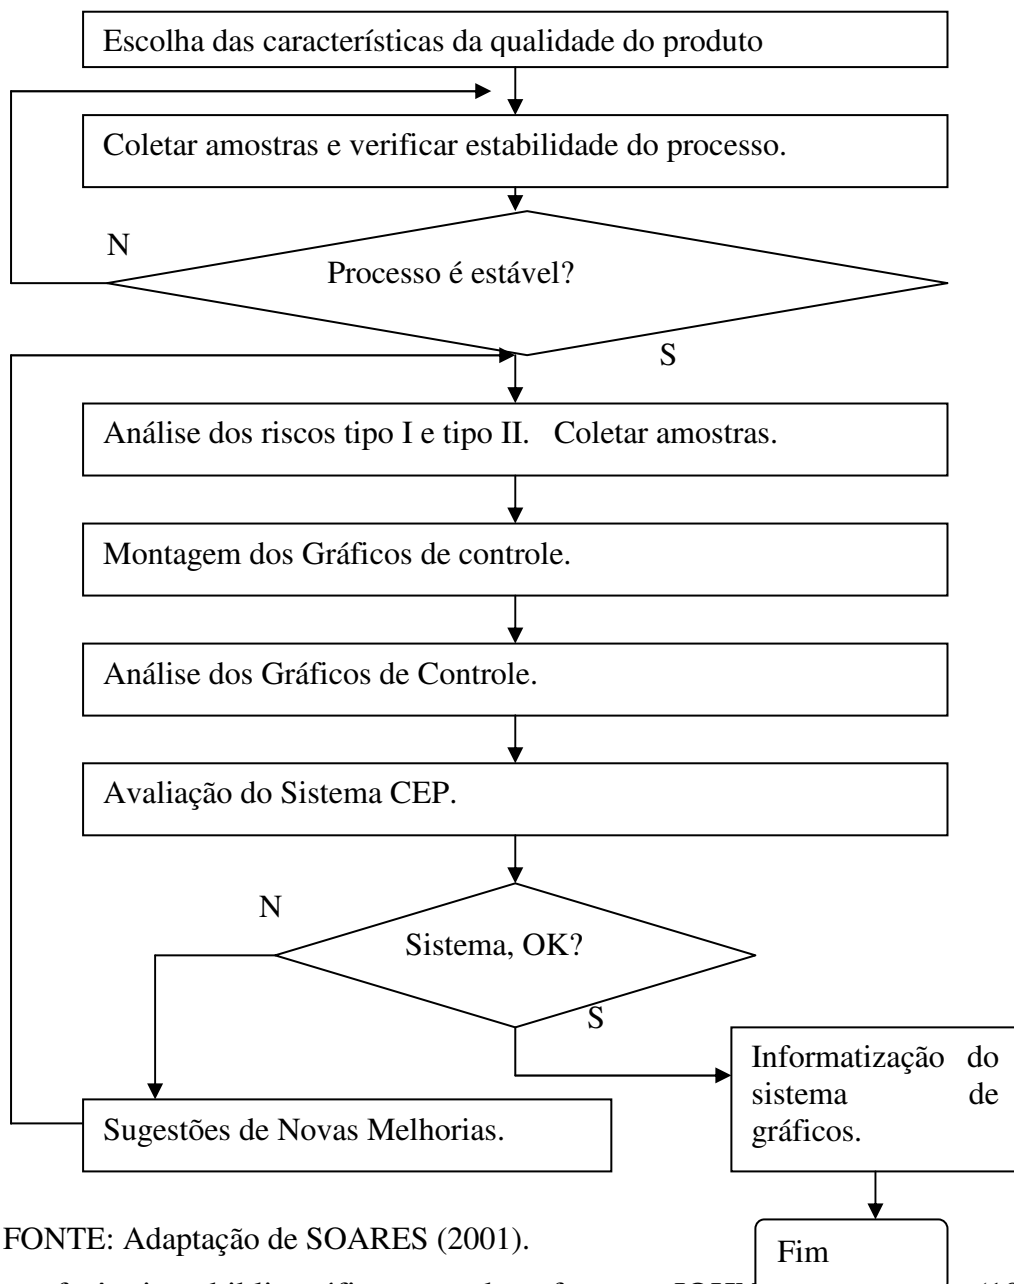 Escolha das características da qualidade do produto
Coletar amostras e verificar estabilidade do processo.
N
Processo é estável?
S
Análise dos riscos tipo I e tipo II. Coletar amostras.
Montagem dos Gráficos de controle.
Análise dos Gráficos de Controle.
Avaliação do Sistema CEP.
N
Sistema, OK?
S
Informatização do
sistema de
gráficos.
Sugestões de Novas Melhorias.
FONTE: Adaptação de SOARES (2001).
Fim